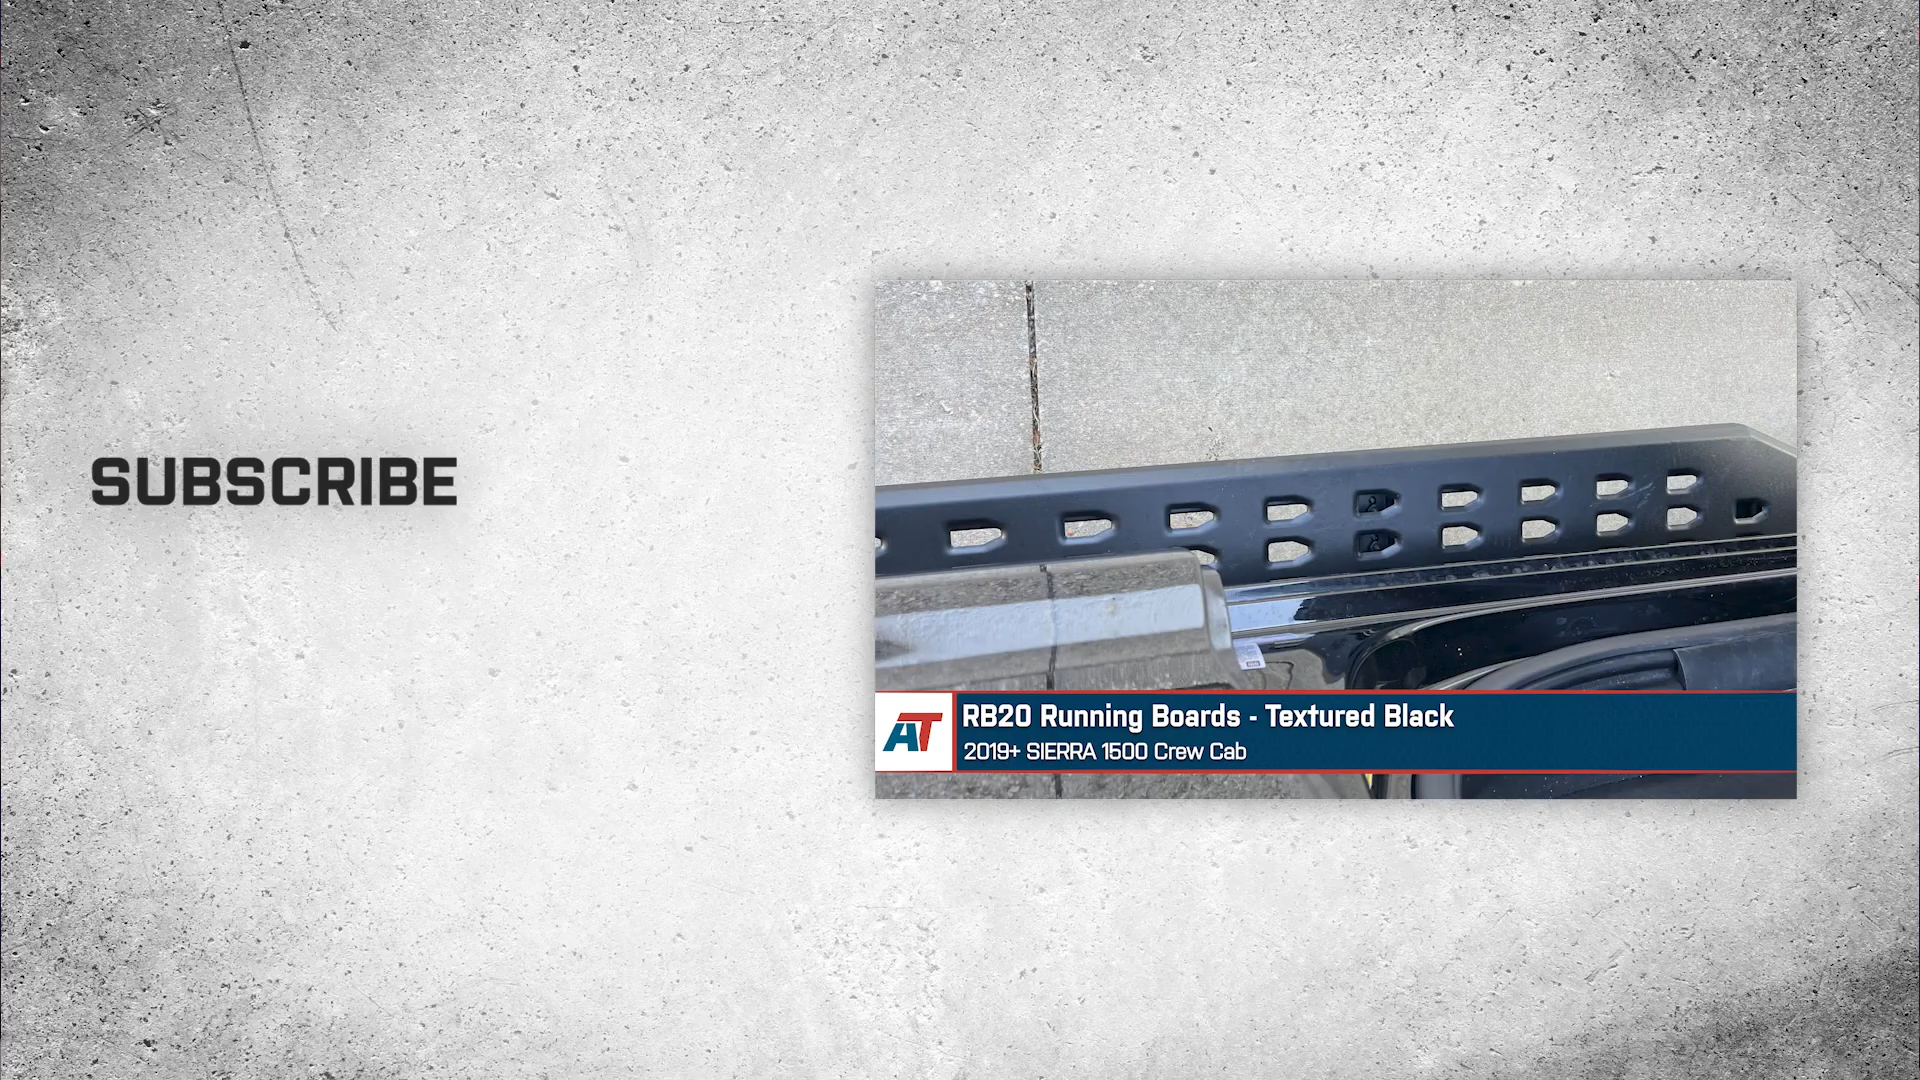 SUBSCRIBE
AT
RB20 Running Boards - Textured Black
2019+ SIERRA 1500 Crew Cab